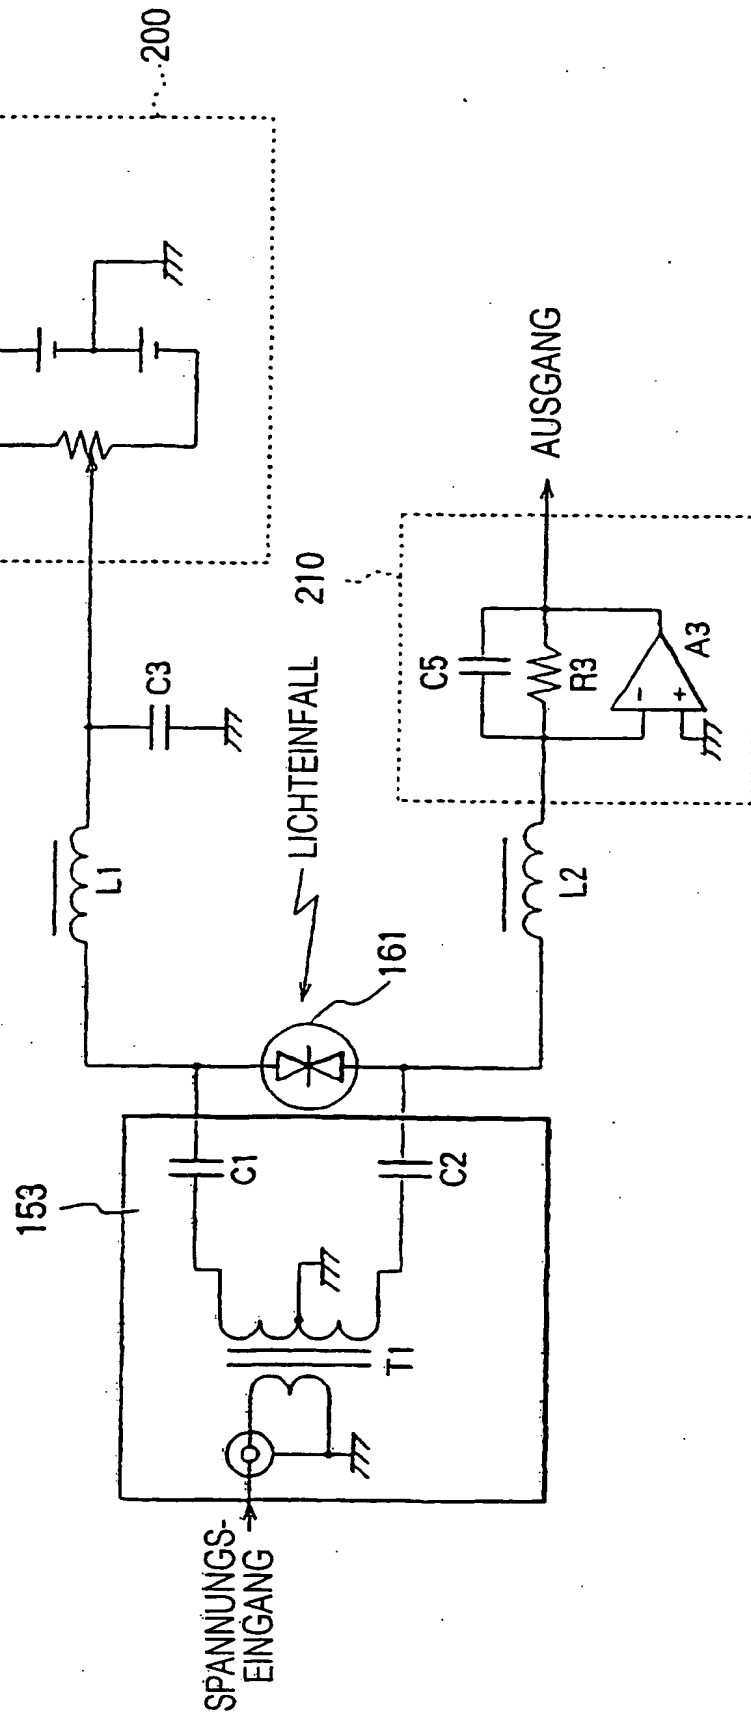 200
C3
L1
LICHTEINFALL
161
153
C1
C2
T1
SPANNUNGS-
EINGANG
210
AUSGANG
C5
R3
-
+
A3
L2